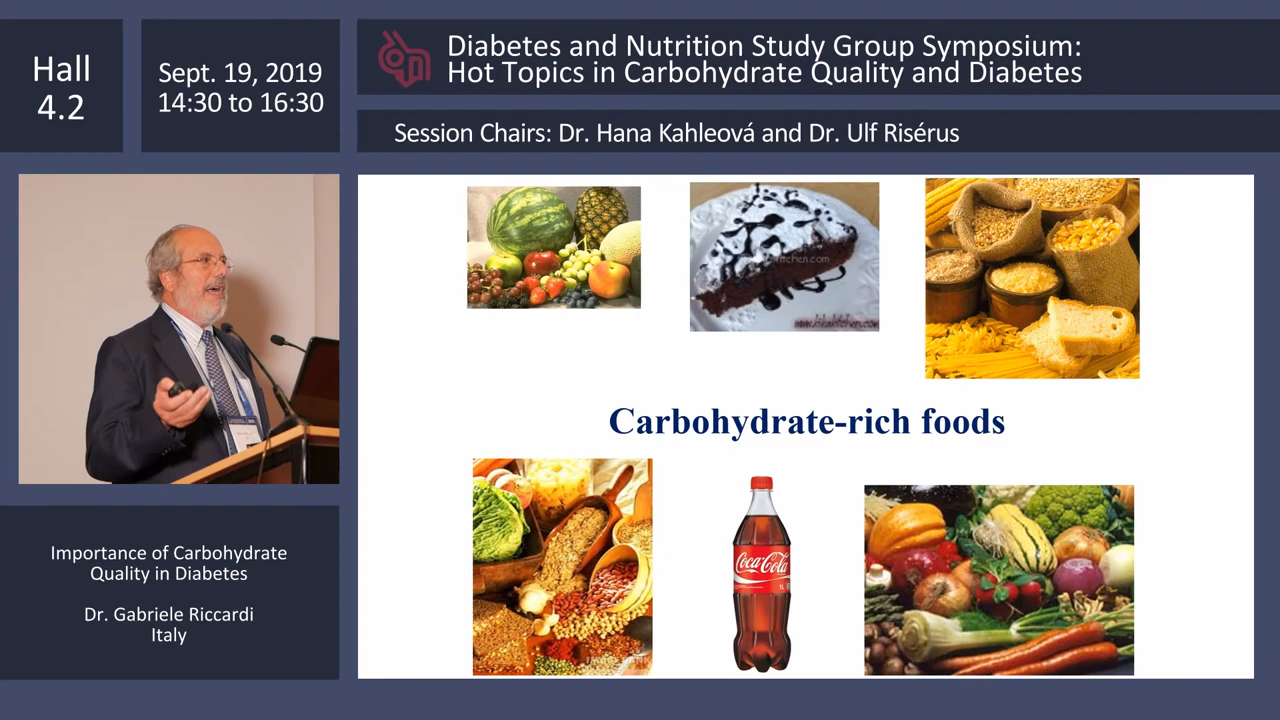 Hall
4.2
Sept. 19, 2019
14:30 to 16:30
Diabetes and Nutrition Study Group Symposium:
Hot Topics in Carbohydrate Quality and Diabetes
Session Chairs: Dr. Hana Kahleová and Dr. Ulf Risérus
Carbohydrate-rich foods
Coca-Cola
Importance of Carbohydrate
Quality in Diabetes
Dr. Gabriele Riccardi
Italy